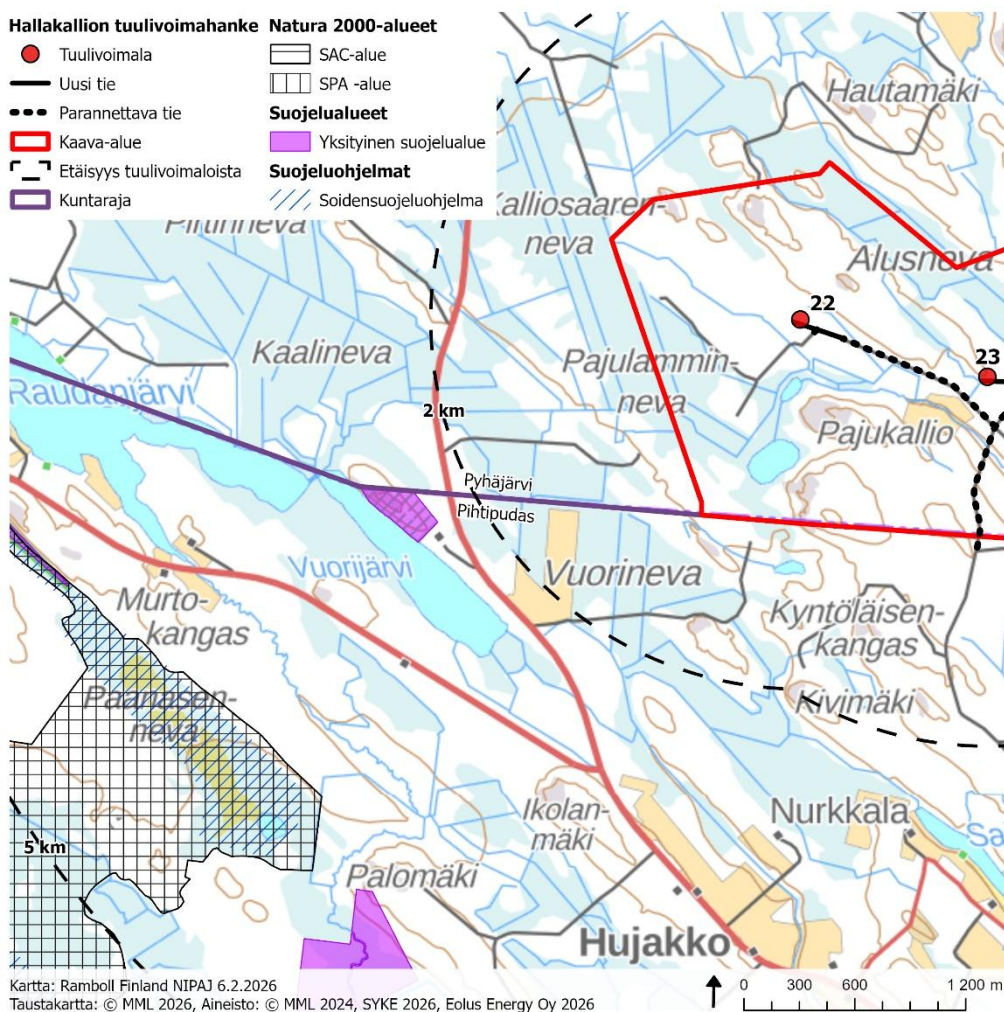 Hallakallion tuulivoimahanke
Tuulivoimala
Uusi tie
Parannettava tie
Kaava-alue
Etäisyys tuulivoimaloista
Kuntaraja
Natura 2000-alueet
SAC-alue
SPA -alue
Suojelualueet
Yksityinen suojelualue
Suojeluohjelmat
Soidensuojeluohjelma
Hautamäki
Kalliosaaren-
neva
Pirttineva
Alusneva
22
Kaalineva
Pajulammin-
neva
23
Raudanjärvi
2 km
Pajukallio
Pyhäjärvi
Pihtipudas
Vuorijärvi
Vuorineva
Murto-
kangas
Kyntöläisen-
kangas
Paanasen-
neva
Kivimäki
Ikolan-
mäki
Nurkkala
Sa
5 km
Palomäki
Hujakko
Kartta: Ramboll Finland NIPAJ 6.2.2026
Taustakartta: © MML 2026, Aineisto: © MML 2024, SYKE 2026, Eolus Energy Oy 2026
0 300 600 1 200 m